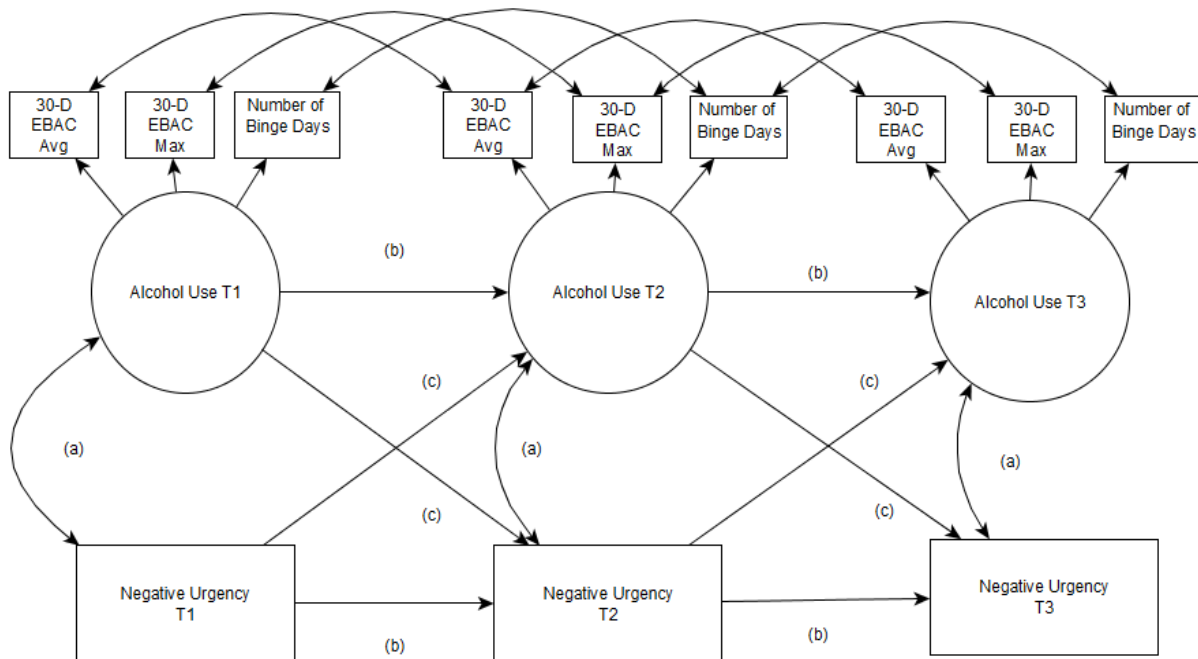 30-D
EBAC
Avg
30-D
EBAC
Max
Number of
Binge Days
30-D
EBAC
Avg
30-D
EBAC
Max
Number of
Binge Days
30-D
EBAC
Avg
30-D
EBAC
Max
Number of
Binge Days
(b)
(b)
Alcohol Use T1
Alcohol Use T2
Alcohol Use T3
(c)
(c)
(a)
(a)
(a)
(c)
(c)
Negative Urgency
T1
Negative Urgency
T2
Negative Urgency
T3
(b)
(b)